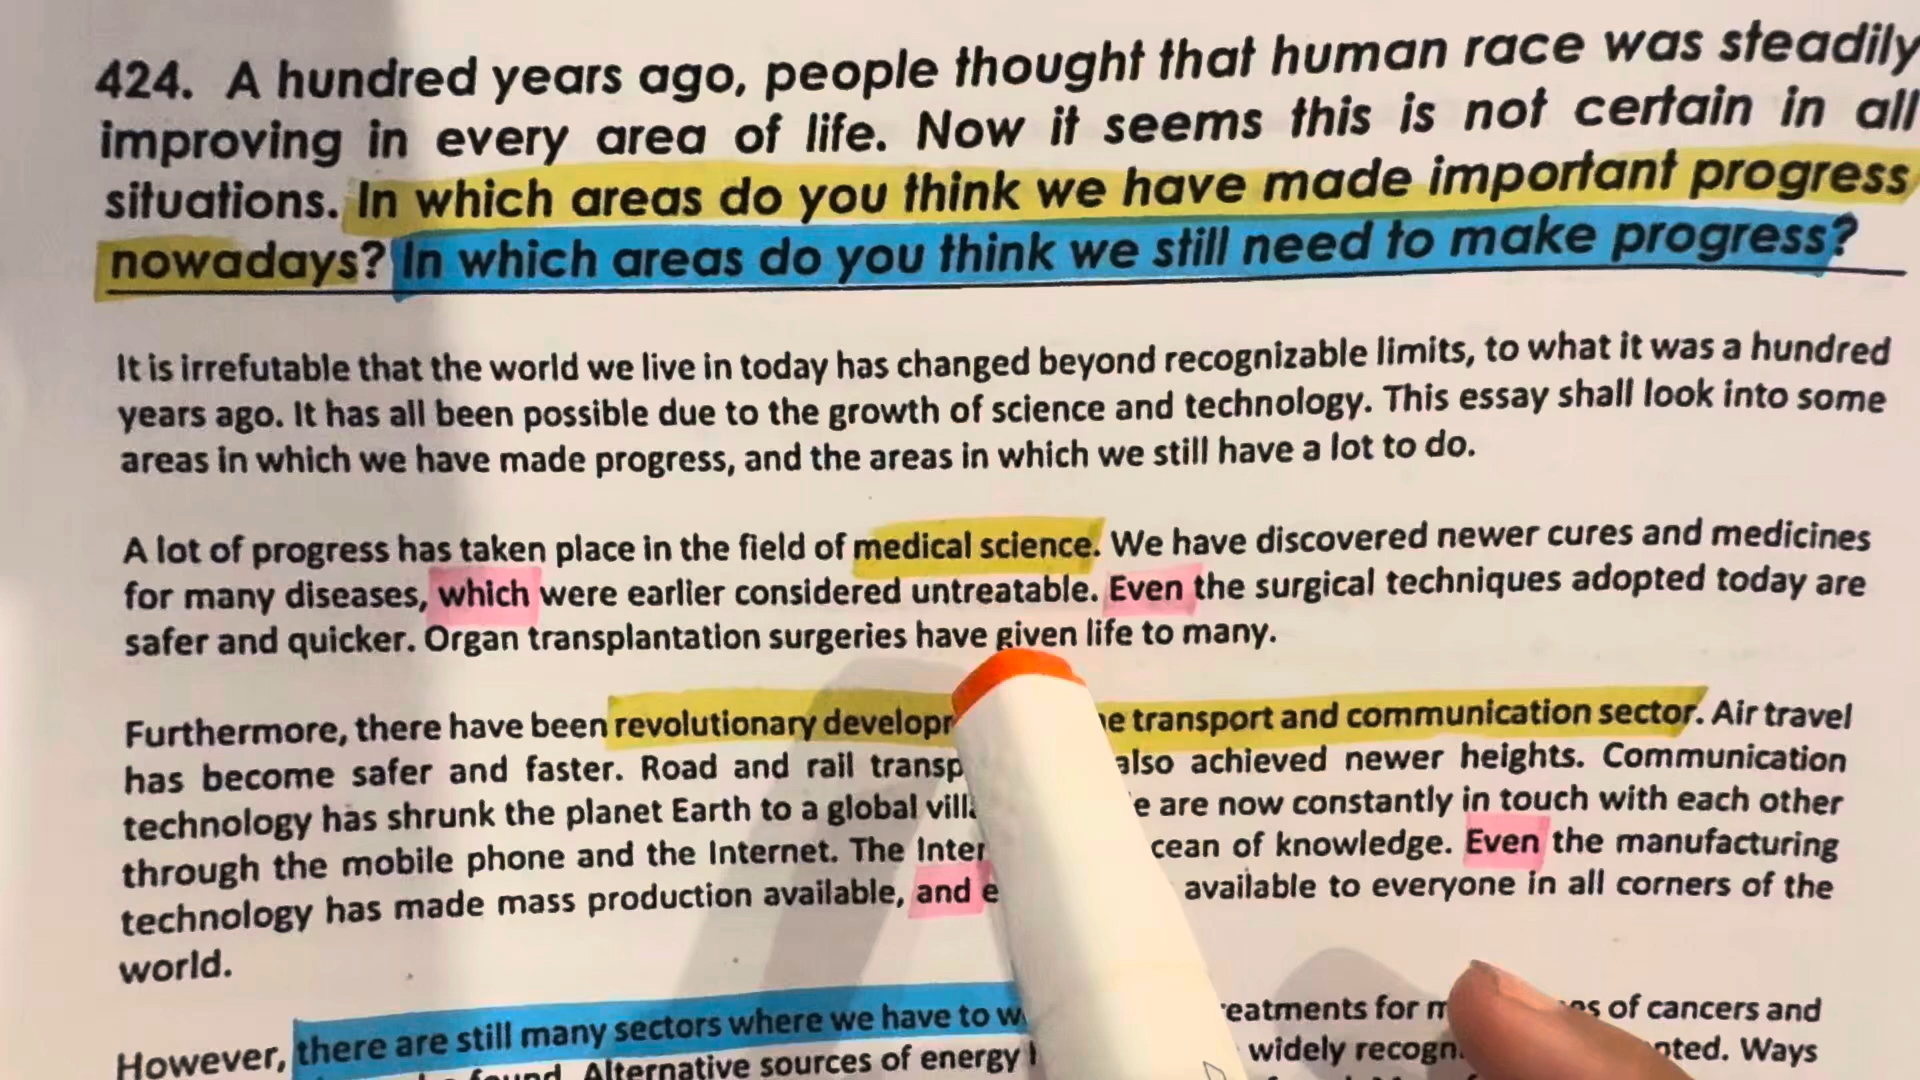 424. A hundred years ago, people thought that human race was steadily
improving in every area of life. Now it seems this is not certain in all
situations. In which areas do you think we have made important progress
nowadays? In which areas do you think we still need to make progress?
It is irrefutable that the world we live in today has changed beyond recognizable limits, to what it was a hundred
years ago. It has all been possible due to the growth of science and technology. This essay shall look into some
areas in which we have made progress, and the areas in which we still have a lot to do.
A lot of progress has taken place in the field of medical science. We have discovered newer cures and medicines
for many diseases, which were earlier considered untreatable. Even the surgical techniques adopted today are
safer and quicker. Organ transplantation surgeries have given life to many.
Furthermore, there have been revolutionary transport and communication sector. Air travel
has become safer and faster. Road and rail also achieved newer heights. Communication
technology has shrunk the planet Earth to a global are now constantly in touch with each other
through the mobile phone and the Internet. The of knowledge. Even the manufacturing
technology has made mass production available, and available to everyone in all corners of the
world.
However, there are still many sectors where we have to for of cancers and
Alternative sources of energy widely Ways